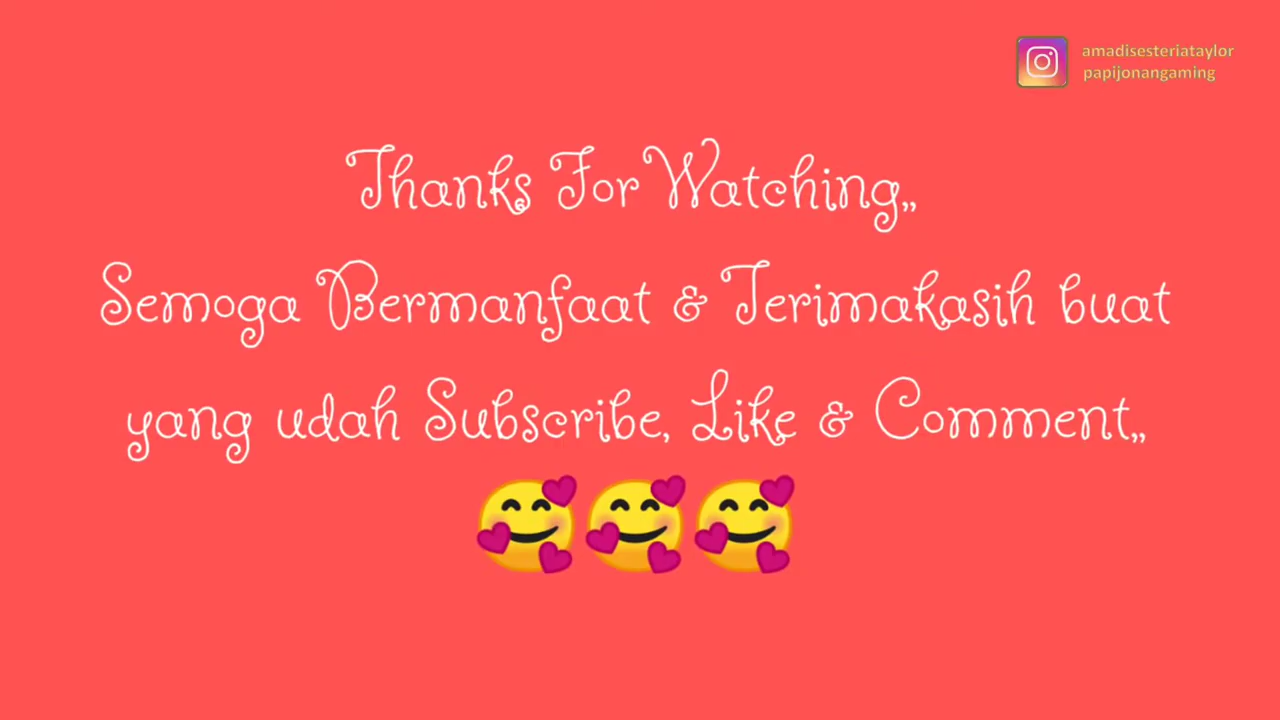 amadisesteriataylor
papijonangaming
Thanks For Watching,,
Semoga Bermanfaat & Terimakasih buat
yang udah Subscribe, Like & Comment,,
🥰🥰🥰